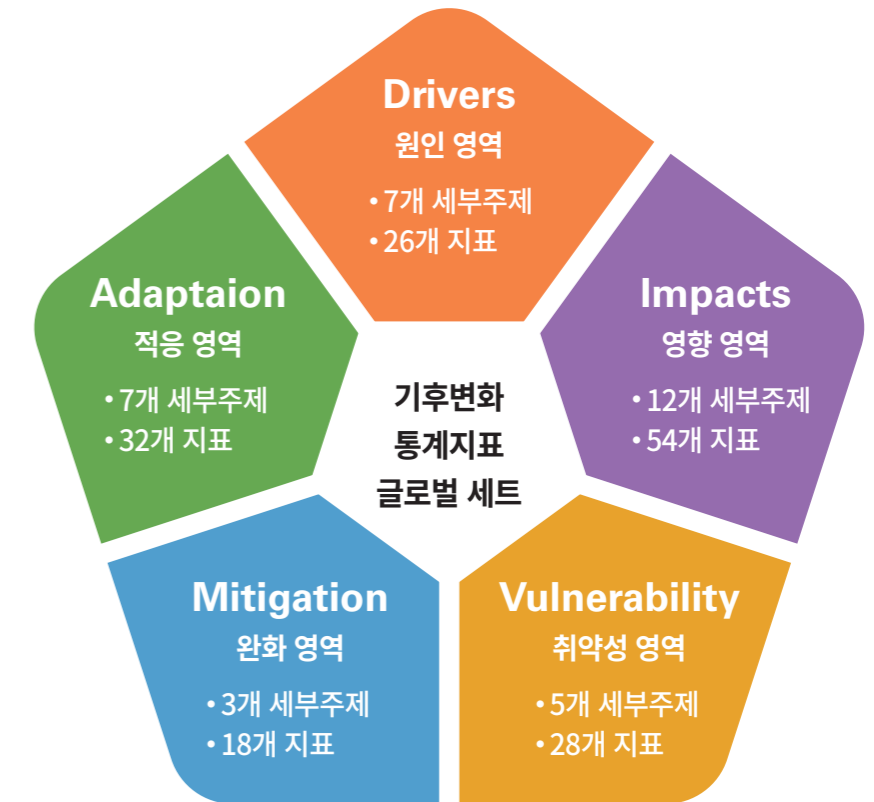 Drivers
원인 영역
• 7개 세부주제
• 26개 지표
Impacts
영향 영역
• 12개 세부주제
• 54개 지표
Vulnerability
취약성 영역
• 5개 세부주제
• 28개 지표
Mitigation
완화 영역
• 3개 세부주제
• 18개 지표
Adaptaion
적응 영역
• 7개 세부주제
• 32개 지표
기후변화
통계지표
글로벌 세트